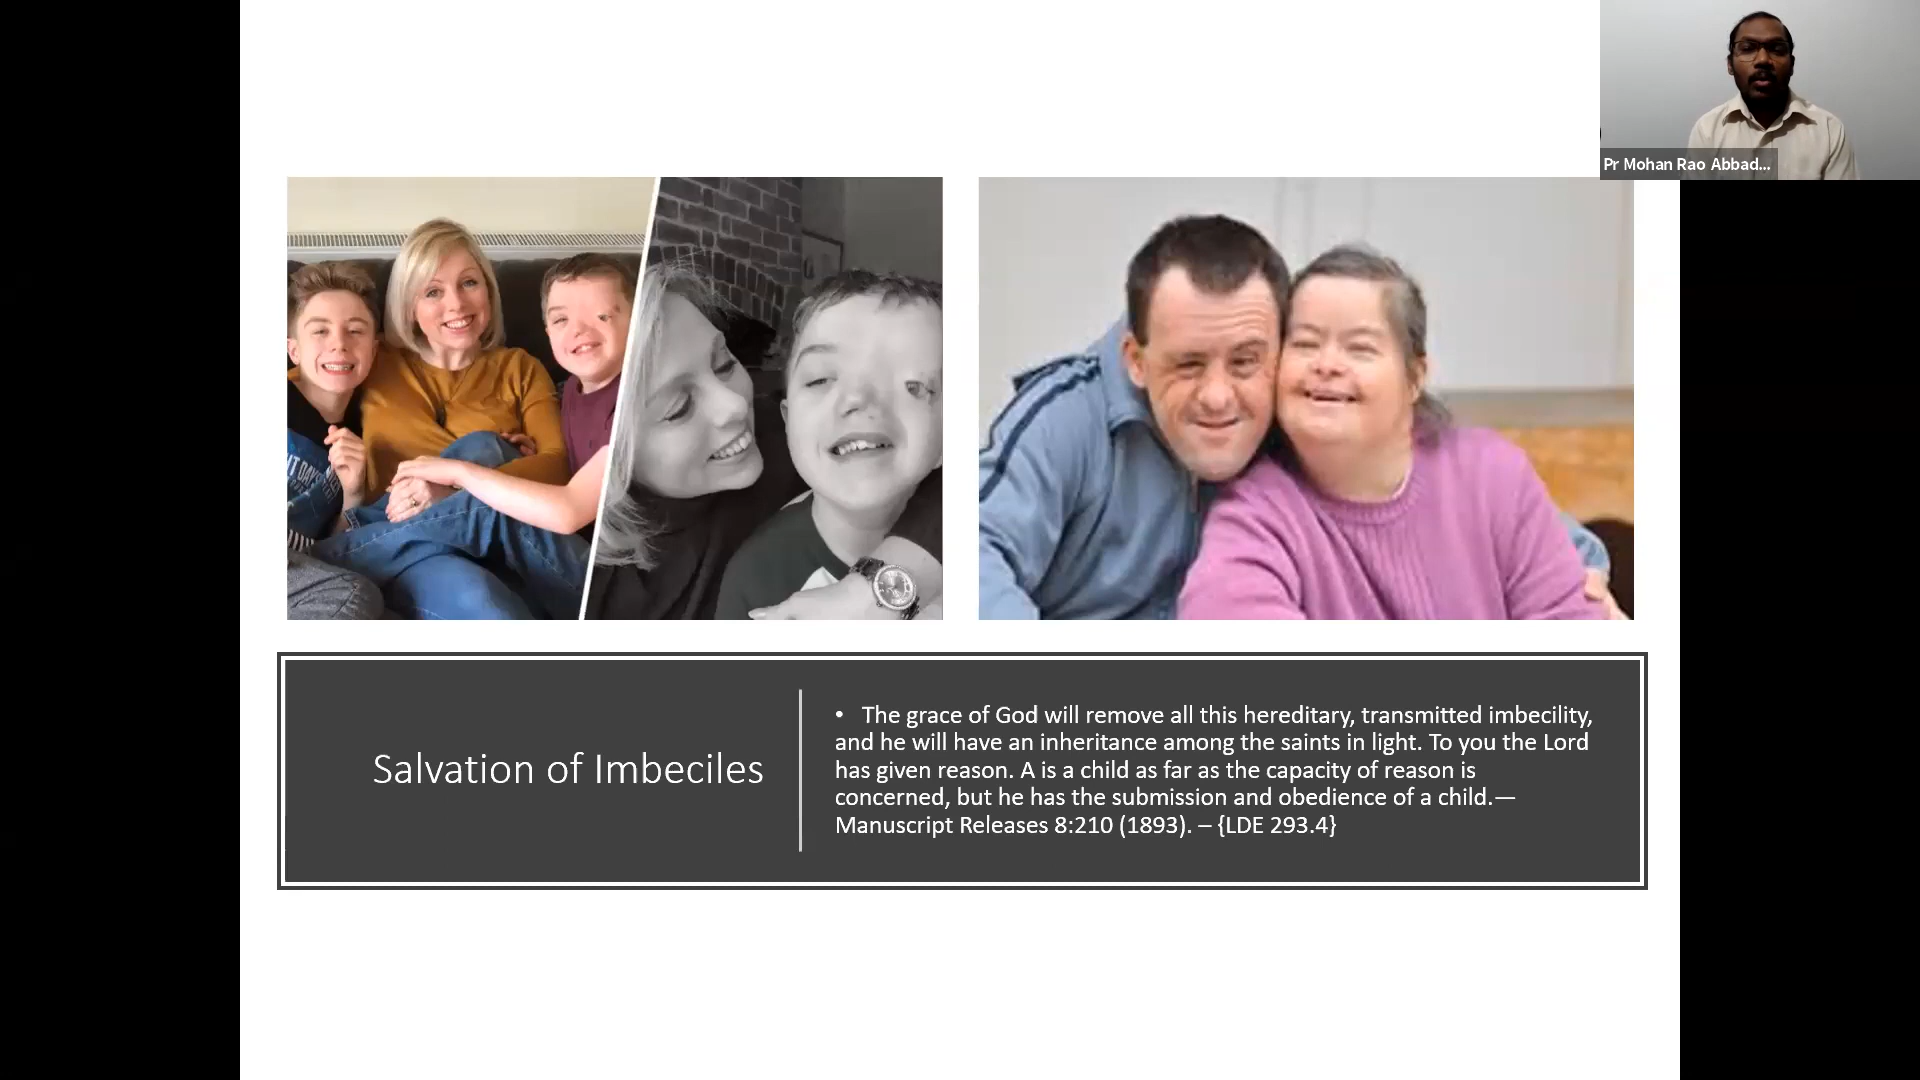 Pr Mohan Rao Abbad...
Salvation of Imbeciles
• The grace of God will remove all this hereditary, transmitted imbecility,
and he will have an inheritance among the saints in light. To you the Lord
has given reason. A is a child as far as the capacity of reason is
concerned, but he has the submission and obedience of a child.—
Manuscript Releases 8:210 (1893). – {LDE 293.4}